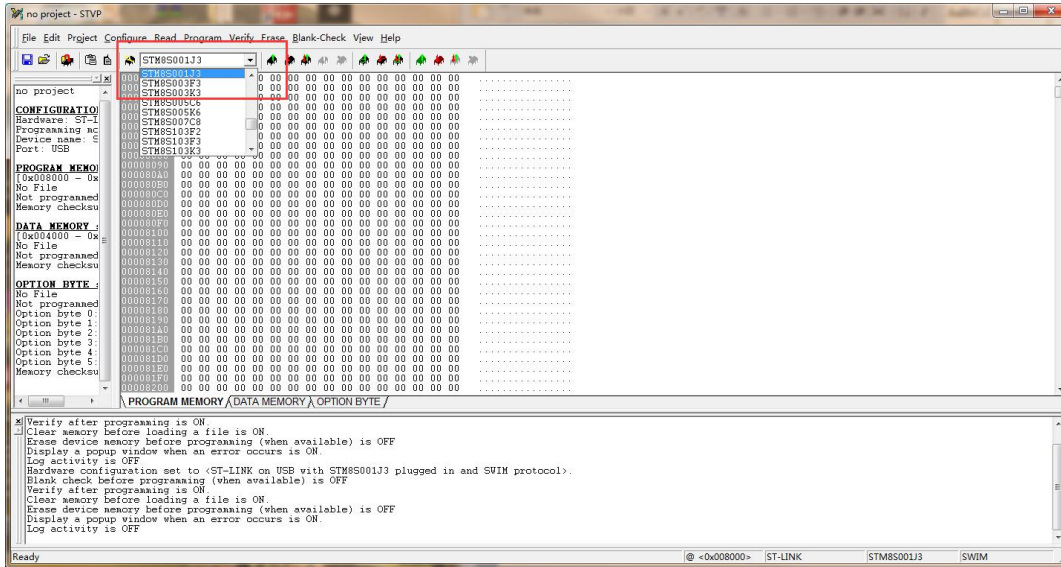 no project - STVP
File Edit Project Configure Read Program Verify Erase Blank-Check View Help
STM8S001J3
STM8S001J3
STM8S003F3
STM8S003K3
STM8S005C6
STM8S005K6
STM8S007C8
STM8S103F2
STM8S103F3
STM8S103K3
no project
CONFIGURATIO
Hardware: ST-L
Programming mo
Device name: S
Port: USB
PROGRAM MEMO
[0x008000 - 0x
No File
Not programmed
Memory checksu
DATA MEMORY :
[0x004000 - 0x
No File
Not programmed
Memory checksu
OPTION BYTE :
No File
Not programmed
Option byte 0:
Option byte 1:
Option byte 2:
Option byte 3:
Option byte 4:
Option byte 5:
Memory checksu
00008090 00 00 00 00 00 00 00 00 00 00 00 00 00 00 00 00 ................
000080A0 00 00 00 00 00 00 00 00 00 00 00 00 00 00 00 00 ................
000080B0 00 00 00 00 00 00 00 00 00 00 00 00 00 00 00 00 ................
000080C0 00 00 00 00 00 00 00 00 00 00 00 00 00 00 00 00 ................
000080D0 00 00 00 00 00 00 00 00 00 00 00 00 00 00 00 00 ................
000080E0 00 00 00 00 00 00 00 00 00 00 00 00 00 00 00 00 ................
000080F0 00 00 00 00 00 00 00 00 00 00 00 00 00 00 00 00 ................
00008100 00 00 00 00 00 00 00 00 00 00 00 00 00 00 00 00 ................
00008110 00 00 00 00 00 00 00 00 00 00 00 00 00 00 00 00 ................
00008120 00 00 00 00 00 00 00 00 00 00 00 00 00 00 00 00 ................
00008130 00 00 00 00 00 00 00 00 00 00 00 00 00 00 00 00 ................
00008140 00 00 00 00 00 00 00 00 00 00 00 00 00 00 00 00 ................
00008150 00 00 00 00 00 00 00 00 00 00 00 00 00 00 00 00 ................
00008160 00 00 00 00 00 00 00 00 00 00 00 00 00 00 00 00 ................
00008170 00 00 00 00 00 00 00 00 00 00 00 00 00 00 00 00 ................
00008180 00 00 00 00 00 00 00 00 00 00 00 00 00 00 00 00 ................
00008190 00 00 00 00 00 00 00 00 00 00 00 00 00 00 00 00 ................
000081A0 00 00 00 00 00 00 00 00 00 00 00 00 00 00 00 00 ................
000081B0 00 00 00 00 00 00 00 00 00 00 00 00 00 00 00 00 ................
000081C0 00 00 00 00 00 00 00 00 00 00 00 00 00 00 00 00 ................
000081D0 00 00 00 00 00 00 00 00 00 00 00 00 00 00 00 00 ................
000081E0 00 00 00 00 00 00 00 00 00 00 00 00 00 00 00 00 ................
000081F0 00 00 00 00 00 00 00 00 00 00 00 00 00 00 00 00 ................
00008200 00 00 00 00 00 00 00 00 00 00 00 00 00 00 00 00 ................
PROGRAM MEMORY DATA MEMORY OPTION BYTE
Verify after programming is ON.
Clear memory before loading a file is ON.
Erase device memory before programming (when available) is OFF
Display a popup window when an error occurs is ON.
Log activity is OFF
Hardware configuration set to <ST-LINK on USB with STM8S001J3 plugged in and SWIM protocol>.
Blank check before programming (when available) is OFF
Verify after programming is ON.
Clear memory before loading a file is ON.
Erase device memory before programming (when available) is OFF
Display a popup window when an error occurs is ON.
Log activity is OFF
Ready @ <0x008000> ST-LINK STM8S001J3 SWIM